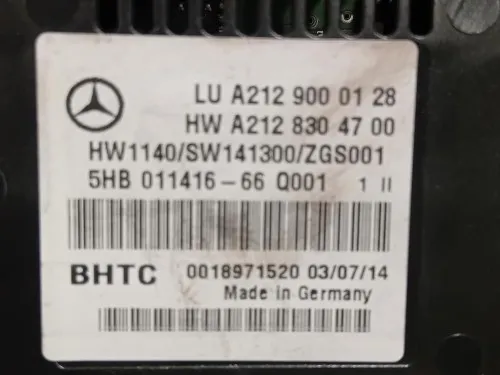 LU A212 900 01 28
HW A212 830 47 00
HW1140/SW141300/ZGS001
5HB 011416-66 Q001 1 II
BHTC 0018971520 03/07/14
Made in Germany